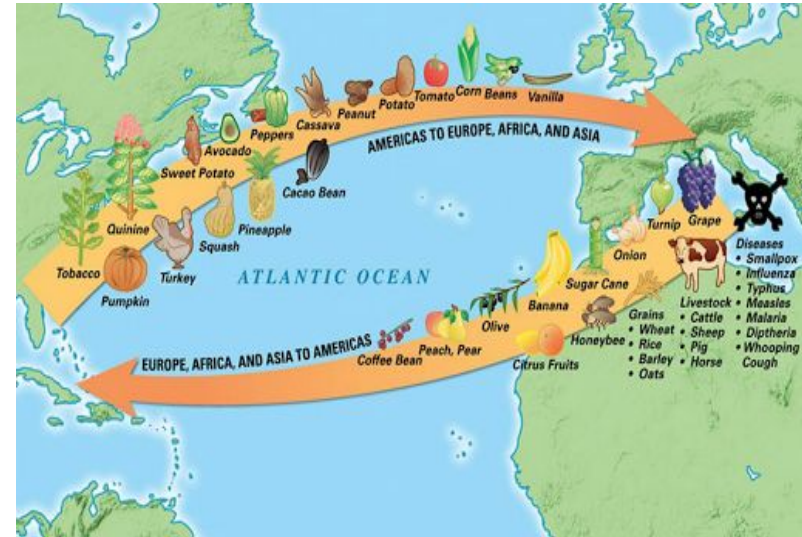 Corn
Beans
Vanilla
Tomato
Potato
Peanut
Cassava
Peppers
Avocado
Sweet Potato
AMERICAS TO EUROPE, AFRICA, AND ASIA
Cacao Bean
Pineapple
Squash
Quinine
Turkey
Tobacco
Pumpkin
ATLANTIC OCEAN
Turnip
Grape
Onion
Sugar Cane
Banana
Olive
Honeybee
Peach, Pear
Citrus Fruits
Coffee Bean
EUROPE, AFRICA, AND ASIA TO AMERICAS
Grains
• Wheat
• Rice
• Barley
• Oats
Livestock
• Cattle
• Sheep
• Pig
• Horse
Diseases
• Smallpox
• Influenza
• Typhus
• Measles
• Malaria
• Diptheria
• Whooping
Cough